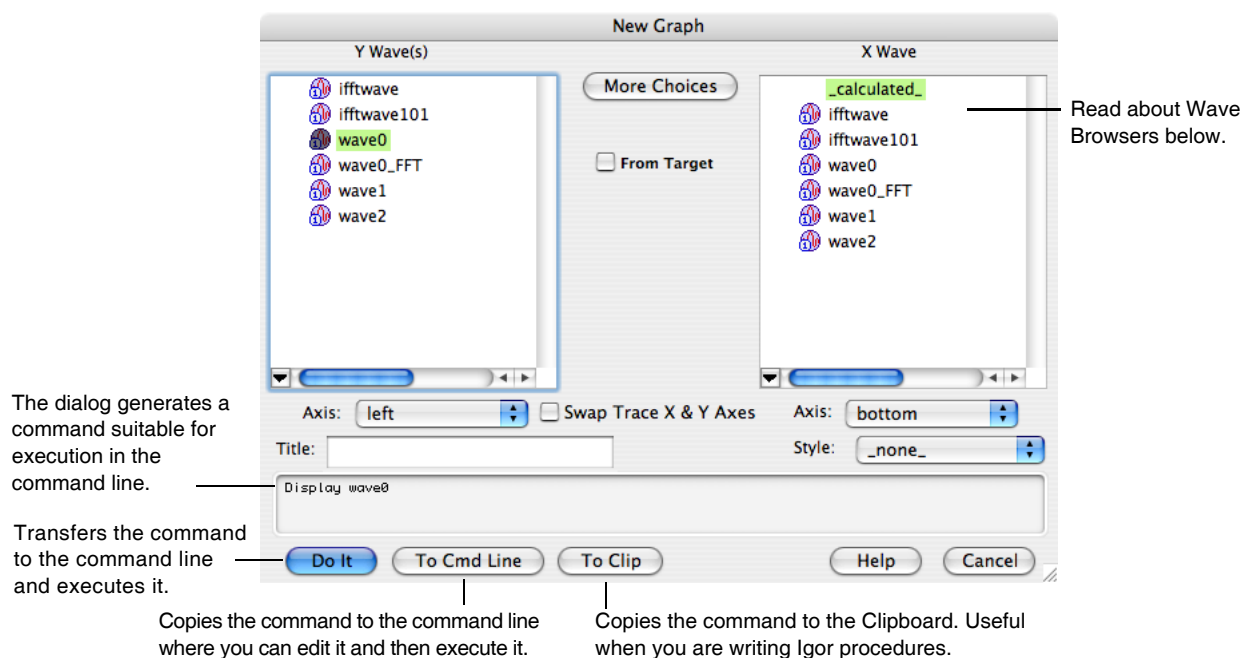 New Graph
Y Wave(s)
X Wave
ifftwave
ifftwave101
wave0
wave0_FFT
wave1
wave2
More Choices
From Target
_calculated_
ifftwave
ifftwave101
wave0
wave0_FFT
wave1
wave2
Read about Wave
Browsers below.
The dialog generates a
command suitable for
execution in the
command line.
Axis:
left
Swap Trace X & Y Axes
Axis:
bottom
Title:
Style:
_none_
Display wave0
Transfers the command
to the command line
and executes it.
Do It
To Cmd Line
To Clip
Help
Cancel
Copies the command to the command line
where you can edit it and then execute it.
Copies the command to the Clipboard. Useful
when you are writing Igor procedures.